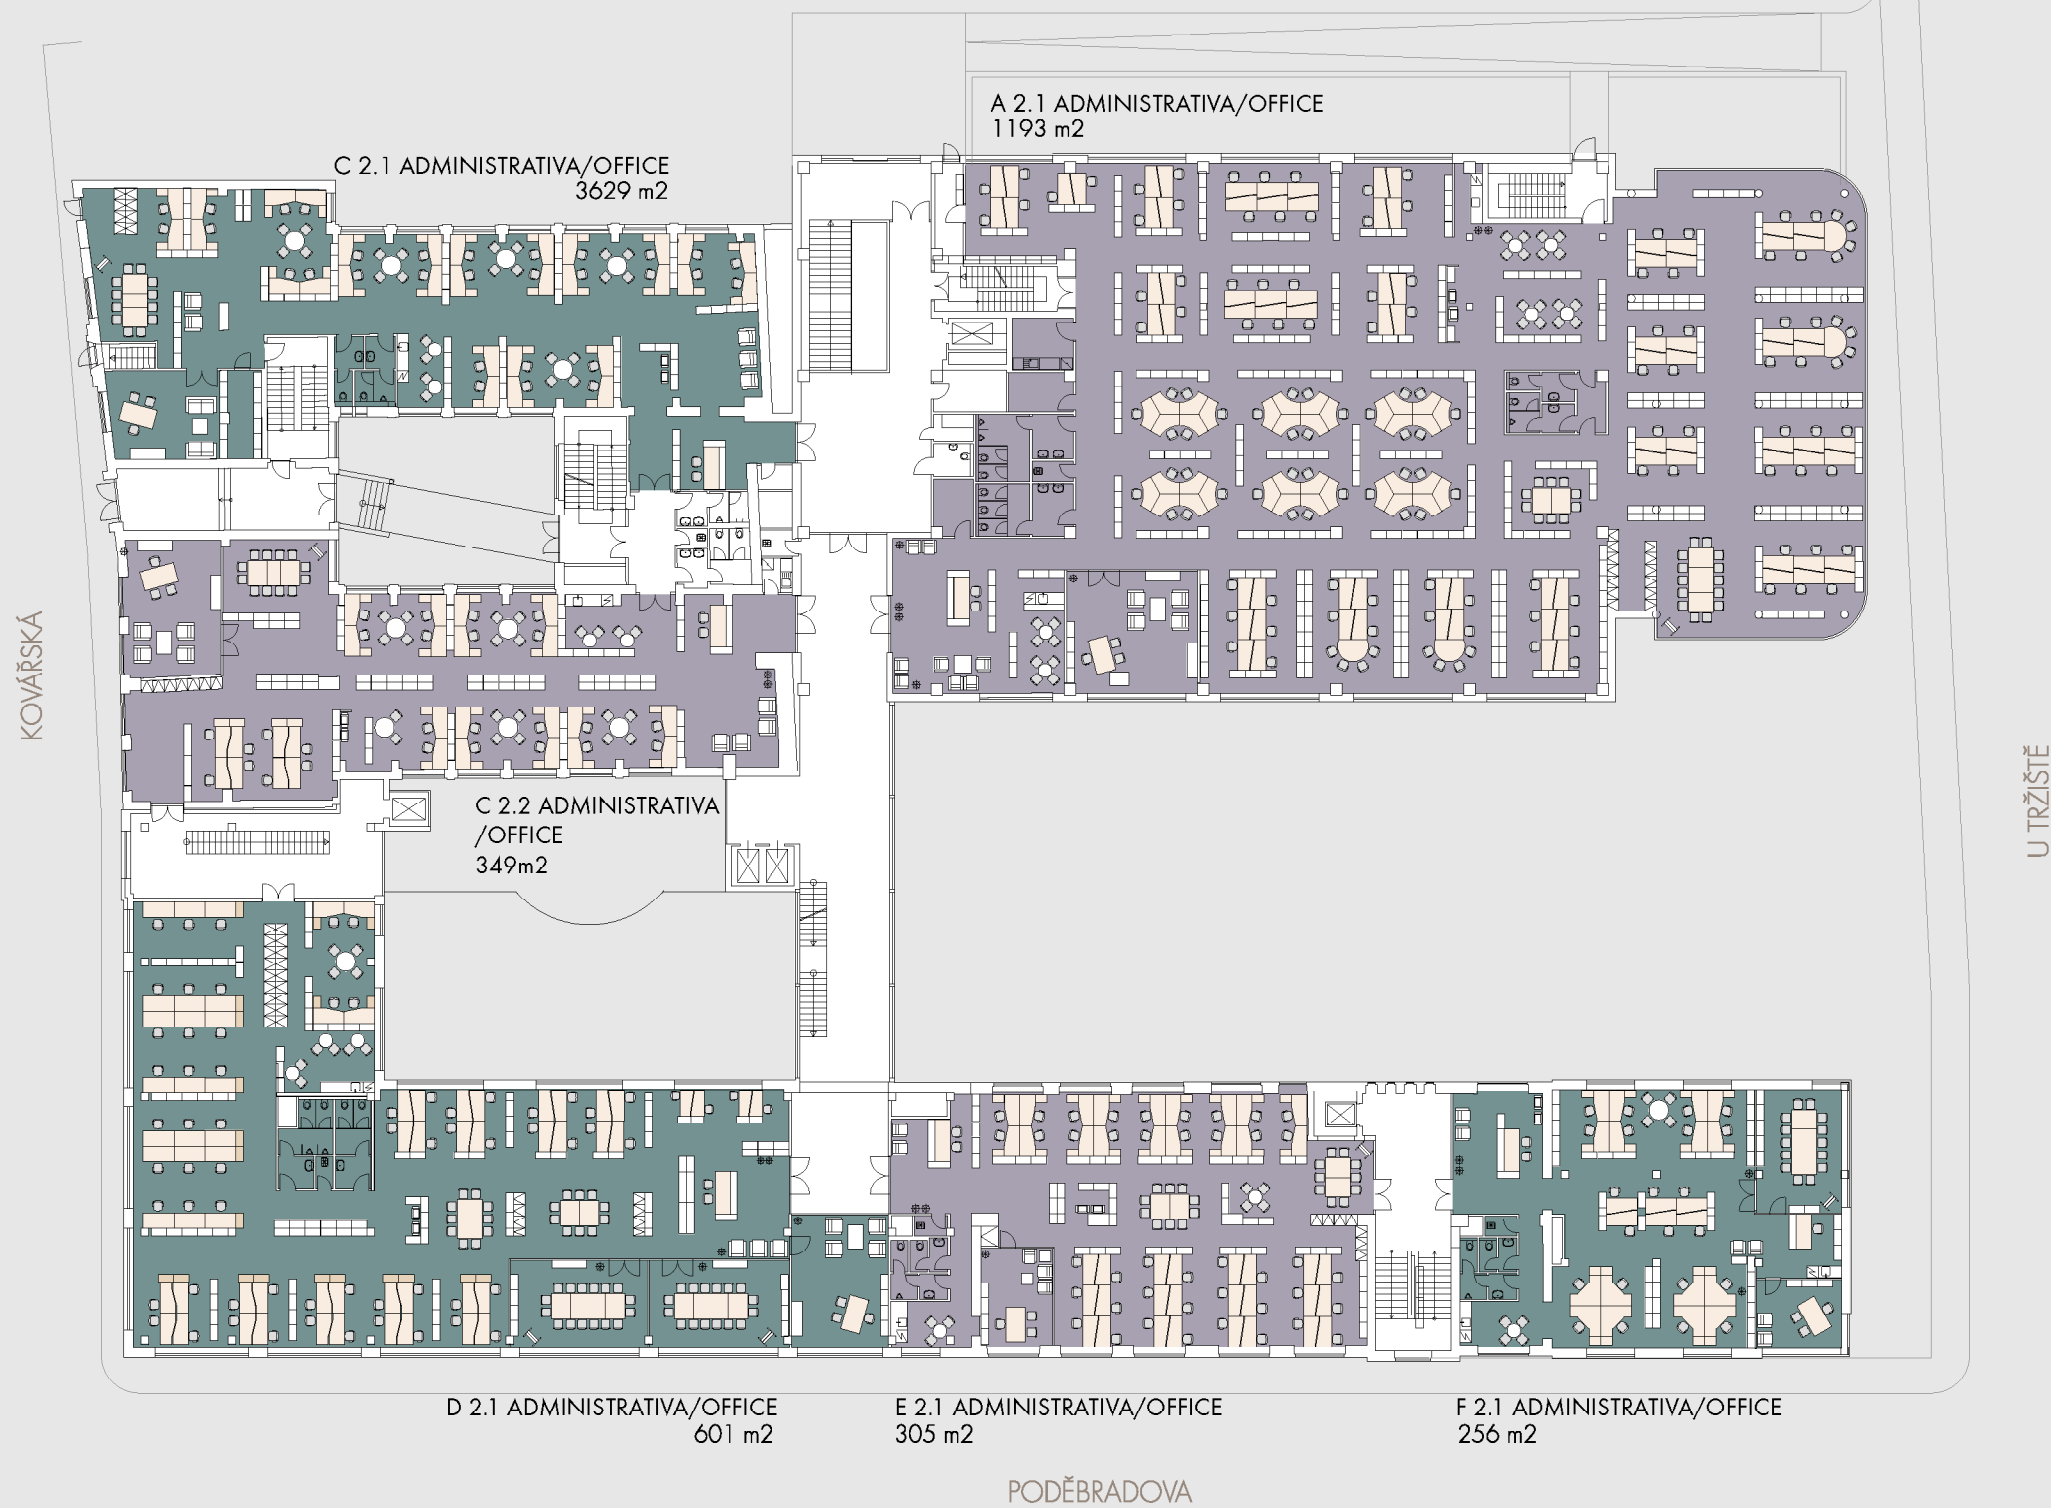 A 2.1 ADMINISTRATIVA/OFFICE
1193 m2
C 2.1 ADMINISTRATIVA/OFFICE
3629 m2
KOVÁŘSKÁ
U TRŽIŠTĚ
C 2.2 ADMINISTRATIVA
/OFFICE
349m2
D 2.1 ADMINISTRATIVA/OFFICE
601 m2
E 2.1 ADMINISTRATIVA/OFFICE
305 m2
F 2.1 ADMINISTRATIVA/OFFICE
256 m2
PODĚBRADOVA